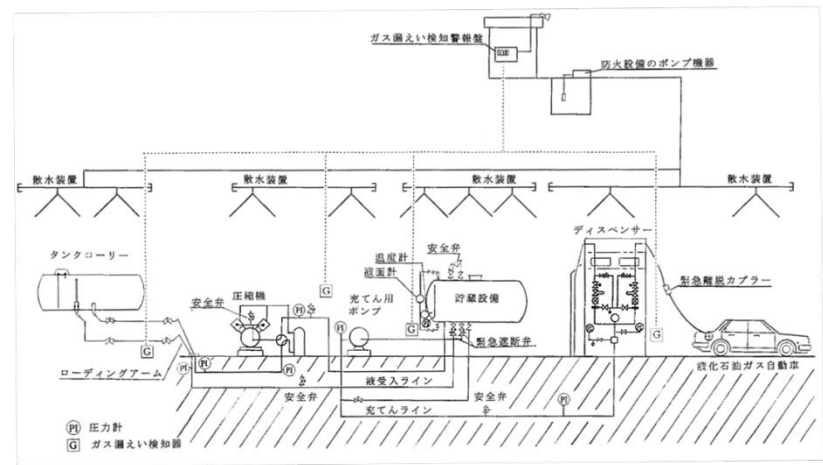 ガス漏えい検知警報盤
防火設備のポンプ機器
散水装置
散水装置
散水装置
散水装置
ディスペンサー
タンクローリー
温度計
安全弁
液面計
緊急離脱カプラー
安全弁
圧縮機
PI
充てん用
ポンプ
貯蔵設備
G
G
G
G
緊急遮断弁
PI
PI
PI
PI
ローディングアーム
液受入ライン
液化石油ガス自動車
安全弁
安全弁
充てんライン
PI
PI 圧力計
G ガス漏えい検知器